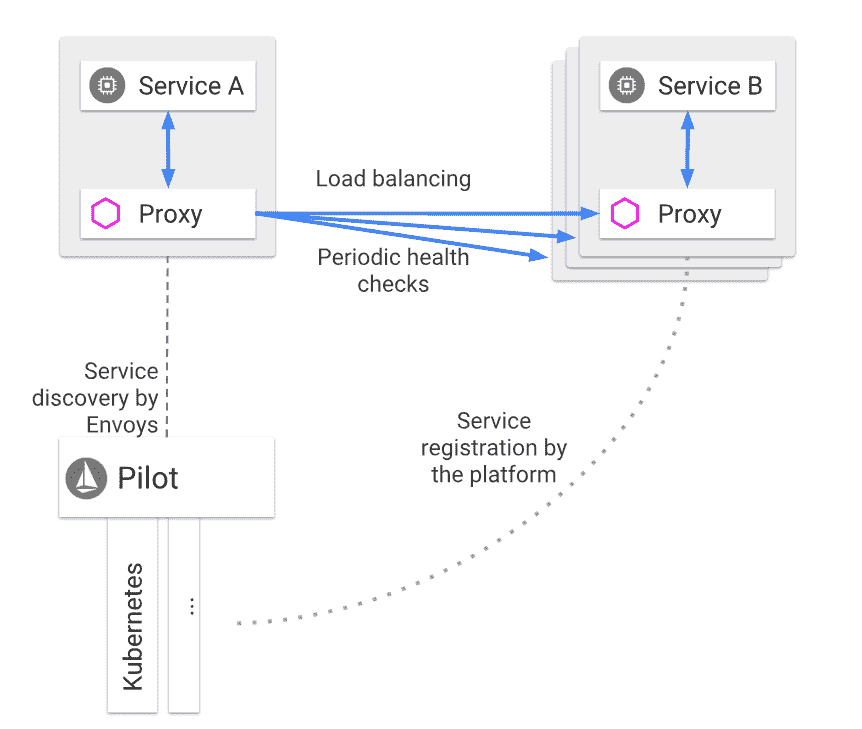 Service A
Service B
Load balancing
Proxy
Proxy
Periodic health
checks
Service
discovery by
Envoys
Service
registration by
the platform
Pilot
Kubernetes
...